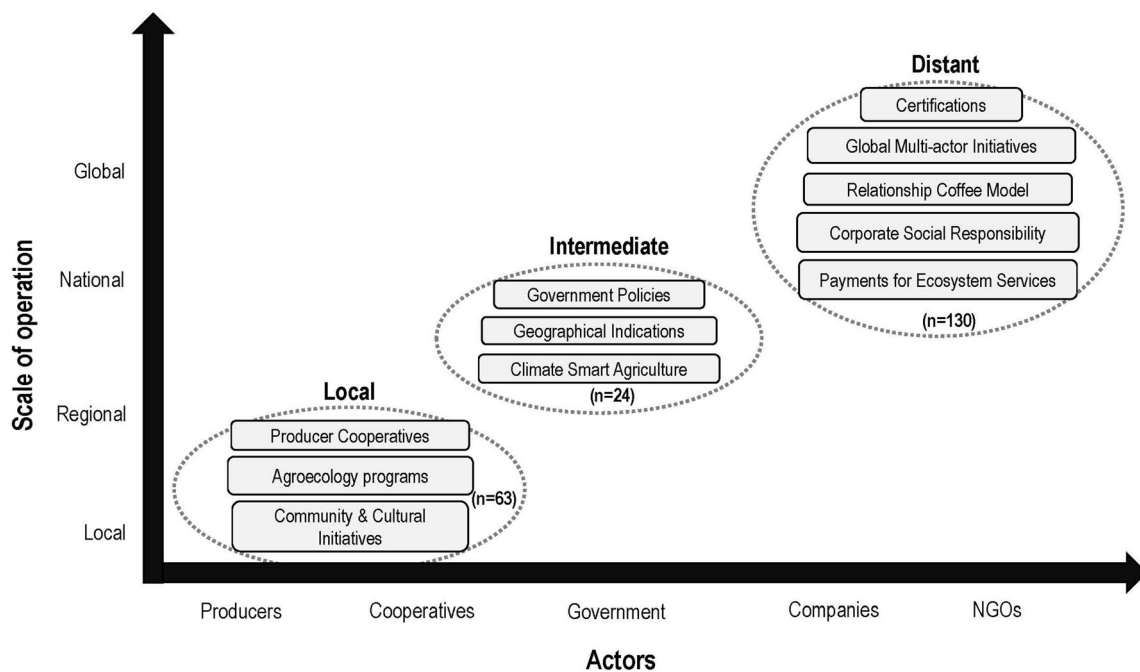 Distant
Certifications
Global Multi-actor Initiatives
Relationship Coffee Model
Corporate Social Responsibility
Payments for Ecosystem Services
(n=130)
Intermediate
Government Policies
Geographical Indications
Climate Smart Agriculture
(n=24)
Local
Producer Cooperatives
Agroecology programs
(n=63)
Community & Cultural
Initiatives
Scale of operation
Global
National
Regional
Local
Producers
Cooperatives
Government
Companies
NGOs
Actors